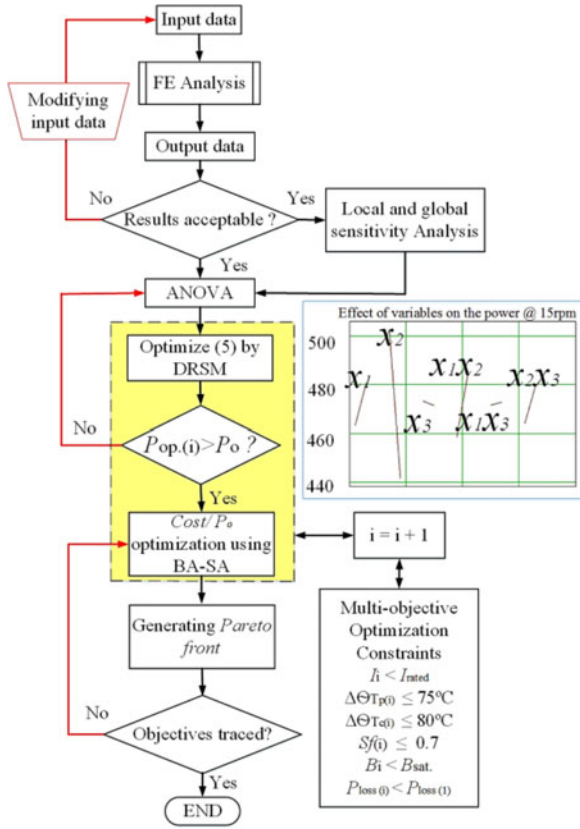 Input data
FE Analysis
Modifying
input data
Output data
No
Results acceptable ?
Yes
Local and global
sensitivity Analysis
Yes
ANOVA
Effect of variables on the power @ 15rpm
500
480
460
440
x2
x1
x1x2
x2x3
x3
x1x3
Optimize (5) by
DRSM
No
Pop.(i)>Po ?
Yes
Cost/Po
optimization using
BA-SA
i = i + 1
Generating Pareto
front
Multi-objective
Optimization
Constraints
Ii < Irated
ΔΘTp(i) ≤ 75°C
ΔΘTc(i) ≤ 80°C
Sf(i) ≤ 0.7
Bi < Bsat.
Ploss (i) < Ploss (1)
No
Objectives traced?
Yes
END